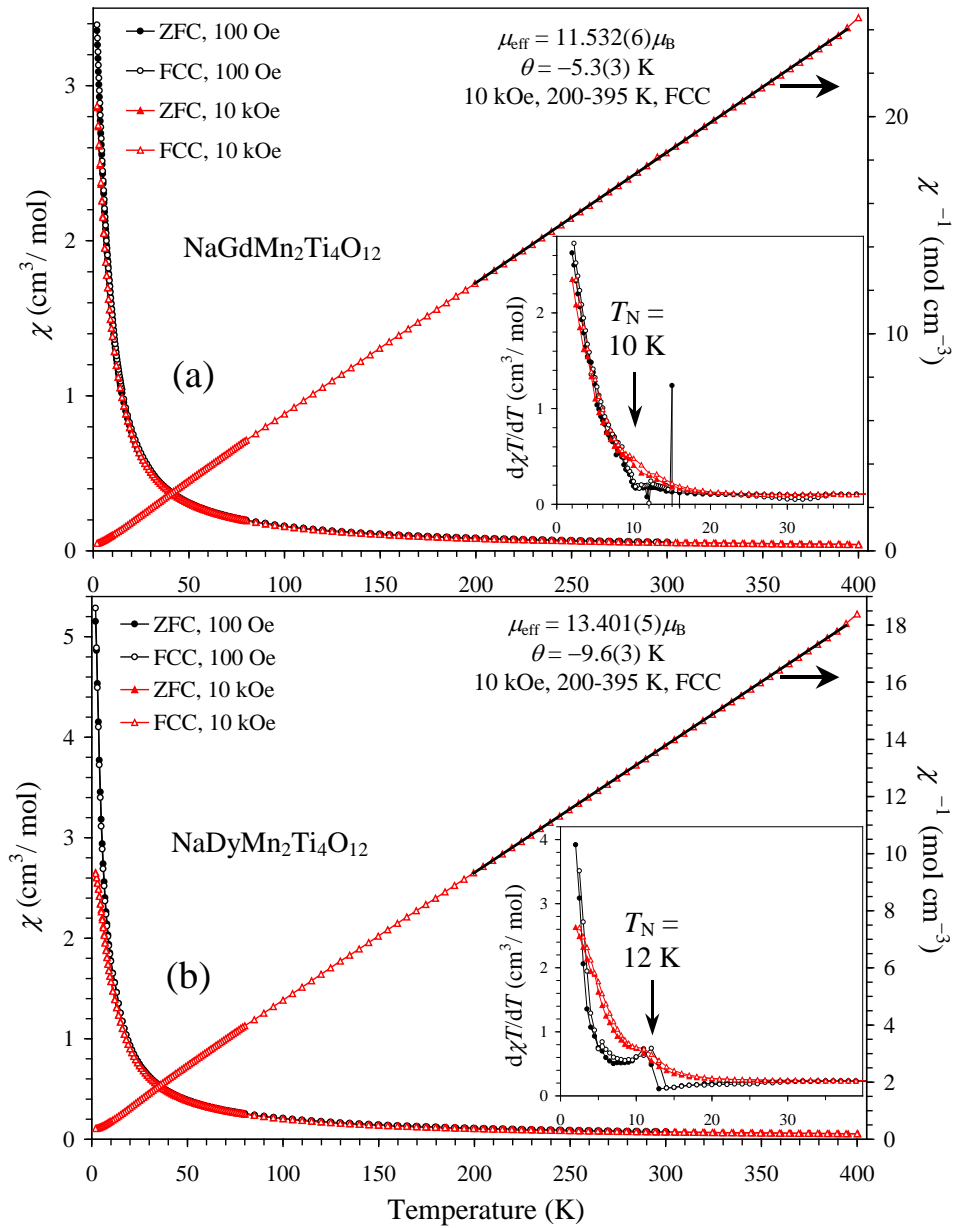 ZFC, 100 Oe
FCC, 100 Oe
ZFC, 10 kOe
FCC, 10 kOe
μeff = 11.532(6)μB
θ = −5.3(3) K
10 kOe, 200-395 K, FCC
NaGdMn2Ti4O12
(a)
χ (cm³/ mol)
0
1
2
3
χ −1 (mol cm−3)
0
10
20
0 50 100 150 200 250 300 350 400
TN =
10 K
dχT/dT (cm³/ mol)
0
1
2
0 10 20 30
ZFC, 100 Oe
FCC, 100 Oe
ZFC, 10 kOe
FCC, 10 kOe
μeff = 13.401(5)μB
θ = −9.6(3) K
10 kOe, 200-395 K, FCC
NaDyMn2Ti4O12
(b)
χ (cm³/ mol)
0
1
2
3
4
5
χ −1 (mol cm−3)
0
2
4
6
8
10
12
14
16
18
TN =
12 K
dχT/dT (cm³/ mol)
0
1
2
3
4
0 10 20 30
0 50 100 150 200 250 300 350 400
Temperature (K)